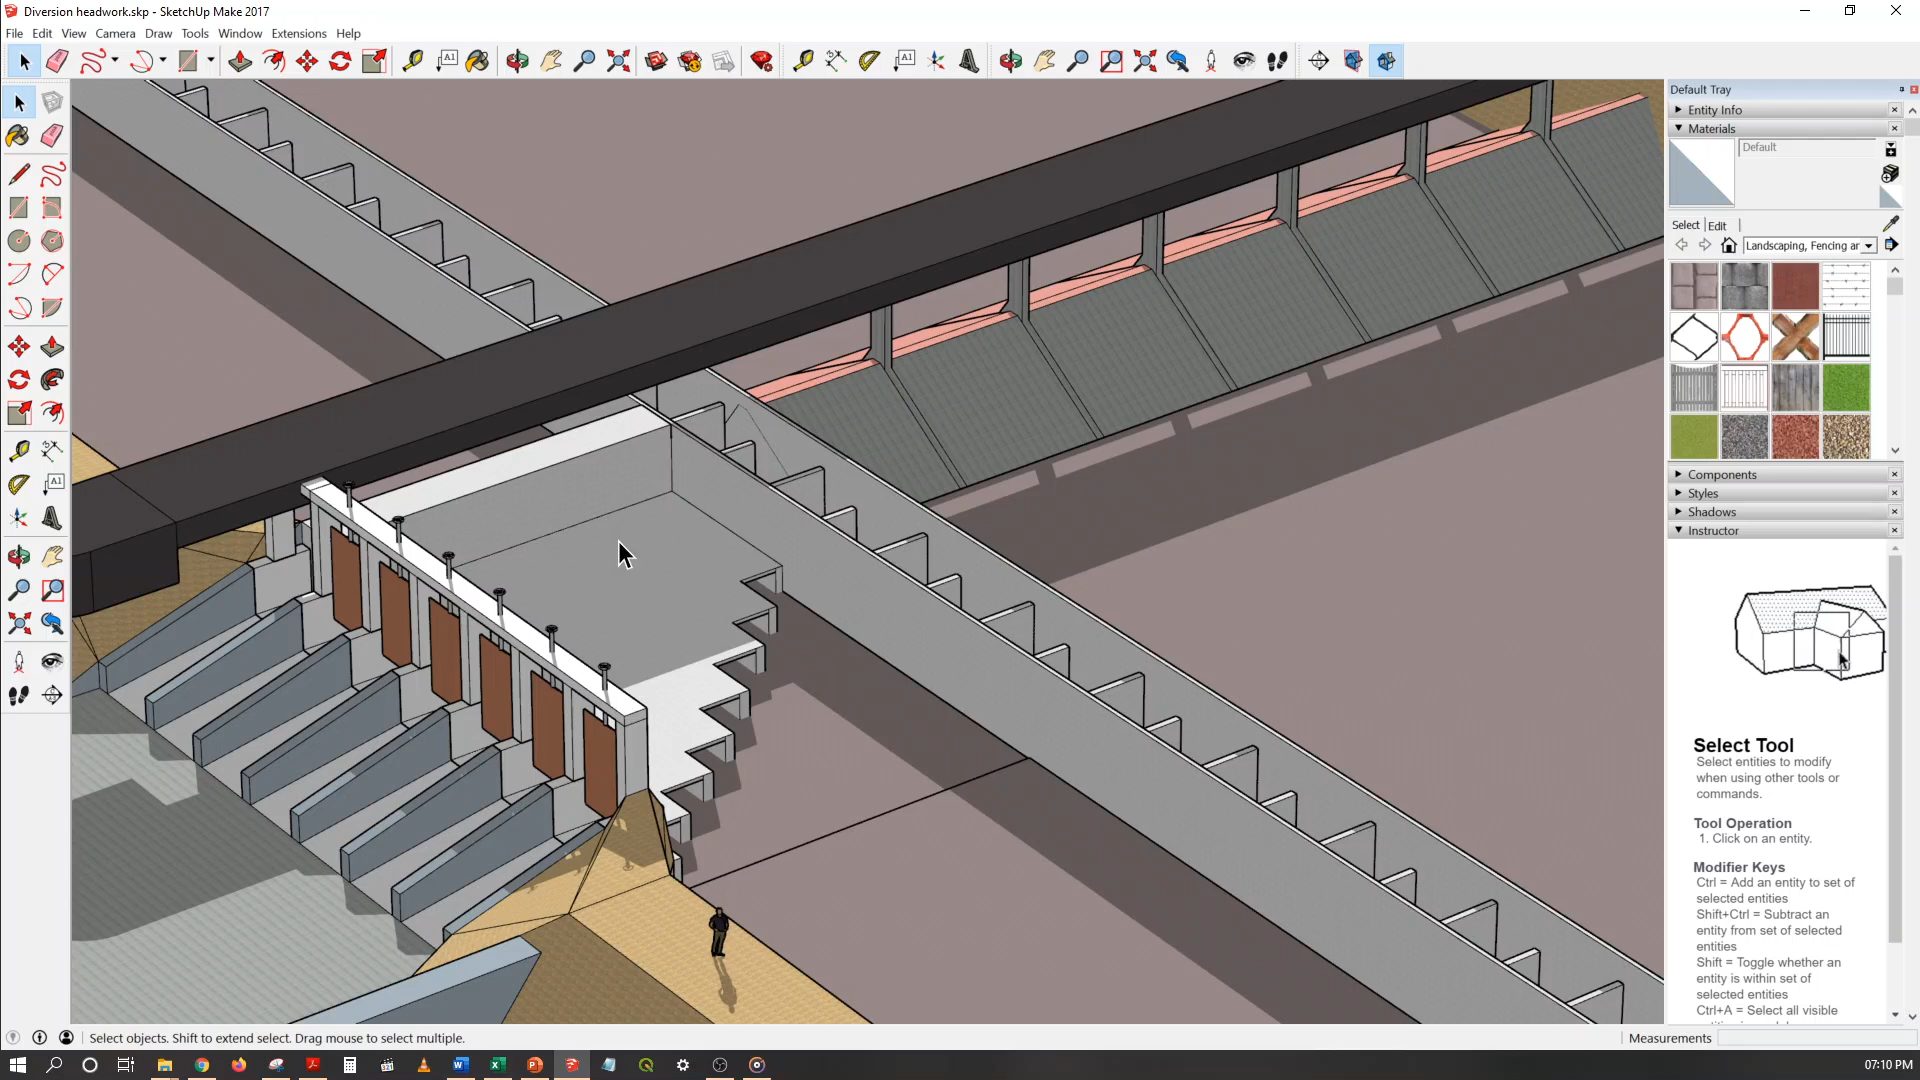 Diversion headwork.skp - SketchUp Make 2017
File Edit View Camera Draw Tools Window Extensions Help
Default Tray
Entity Info
Materials
Default
Select Edit
Landscaping, Fencing ar
Components
Styles
Shadows
Instructor
Select Tool
Select entities to modify
when using other tools or
commands.
Tool Operation
1. Click on an entity.
Modifier Keys
Ctrl = Add an entity to set of
selected entities
Shift+Ctrl = Subtract an
entity from set of selected
entities
Shift = Toggle whether an
entity is within set of
selected entities
Ctrl+A = Select all visible
Select objects. Shift to extend select. Drag mouse to select multiple.
Measurements
07:10 PM